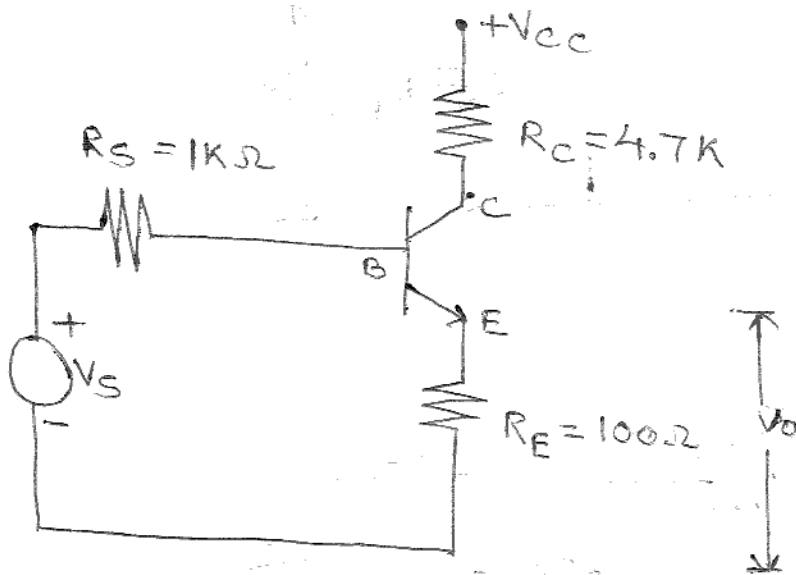 +VCC
RS = 1KΩ
RC = 4.7K
C
B
E
+
VS
-
RE = 100Ω
Vo